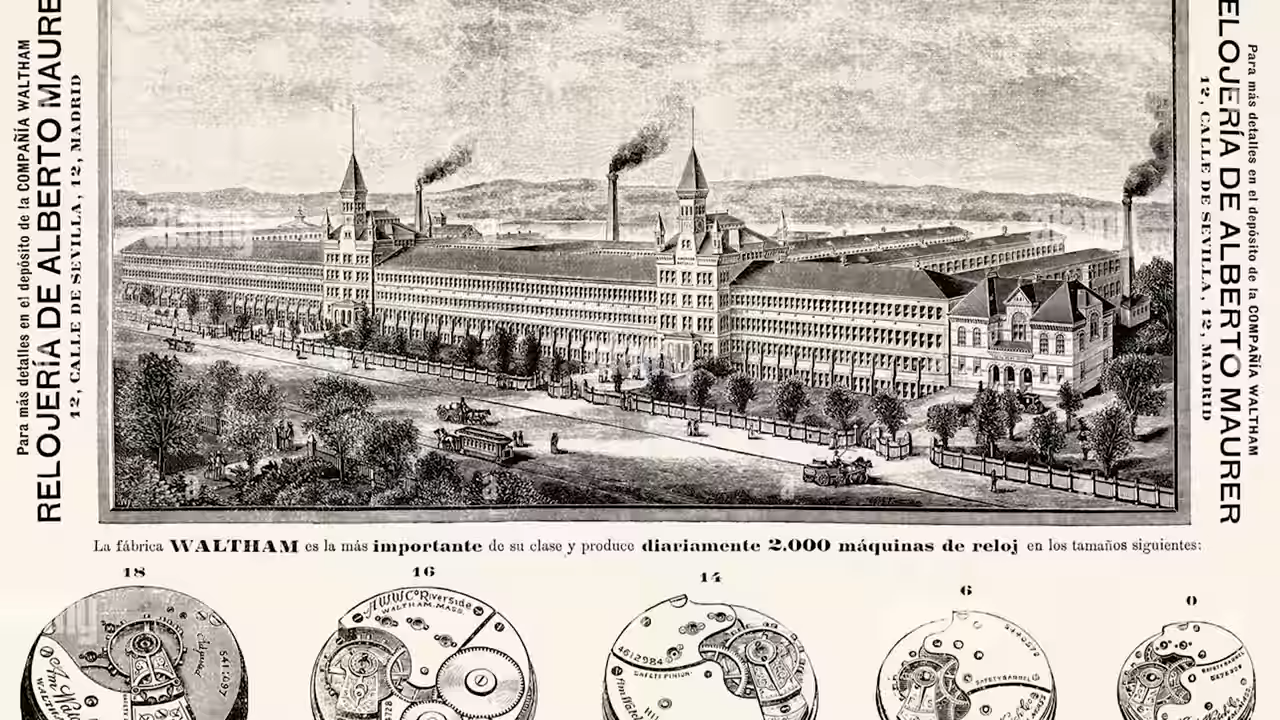 Para más detalles en el depósito de la COMPAÑÍA WALTHAM
RELOJERÍA DE ALBERTO MAURE
12, CALLE DE SEVILLA, 12, MADRID
Para más detalles en el depósito de la COMPAÑÍA WALTHAM
RELOJERÍA DE ALBERTO MAURER
12, CALLE DE SEVILLA, 12, MADRID
La fábrica WALTHAM es la más importante de su clase y produce diariamente 2.000 máquinas de reloj en los tamaños siguientes:
18
16
14
6
0
A.W.W.Co Riverside
WALTHAM, MASS.
4612984
SAFETY PINION
SAFETY BARREL